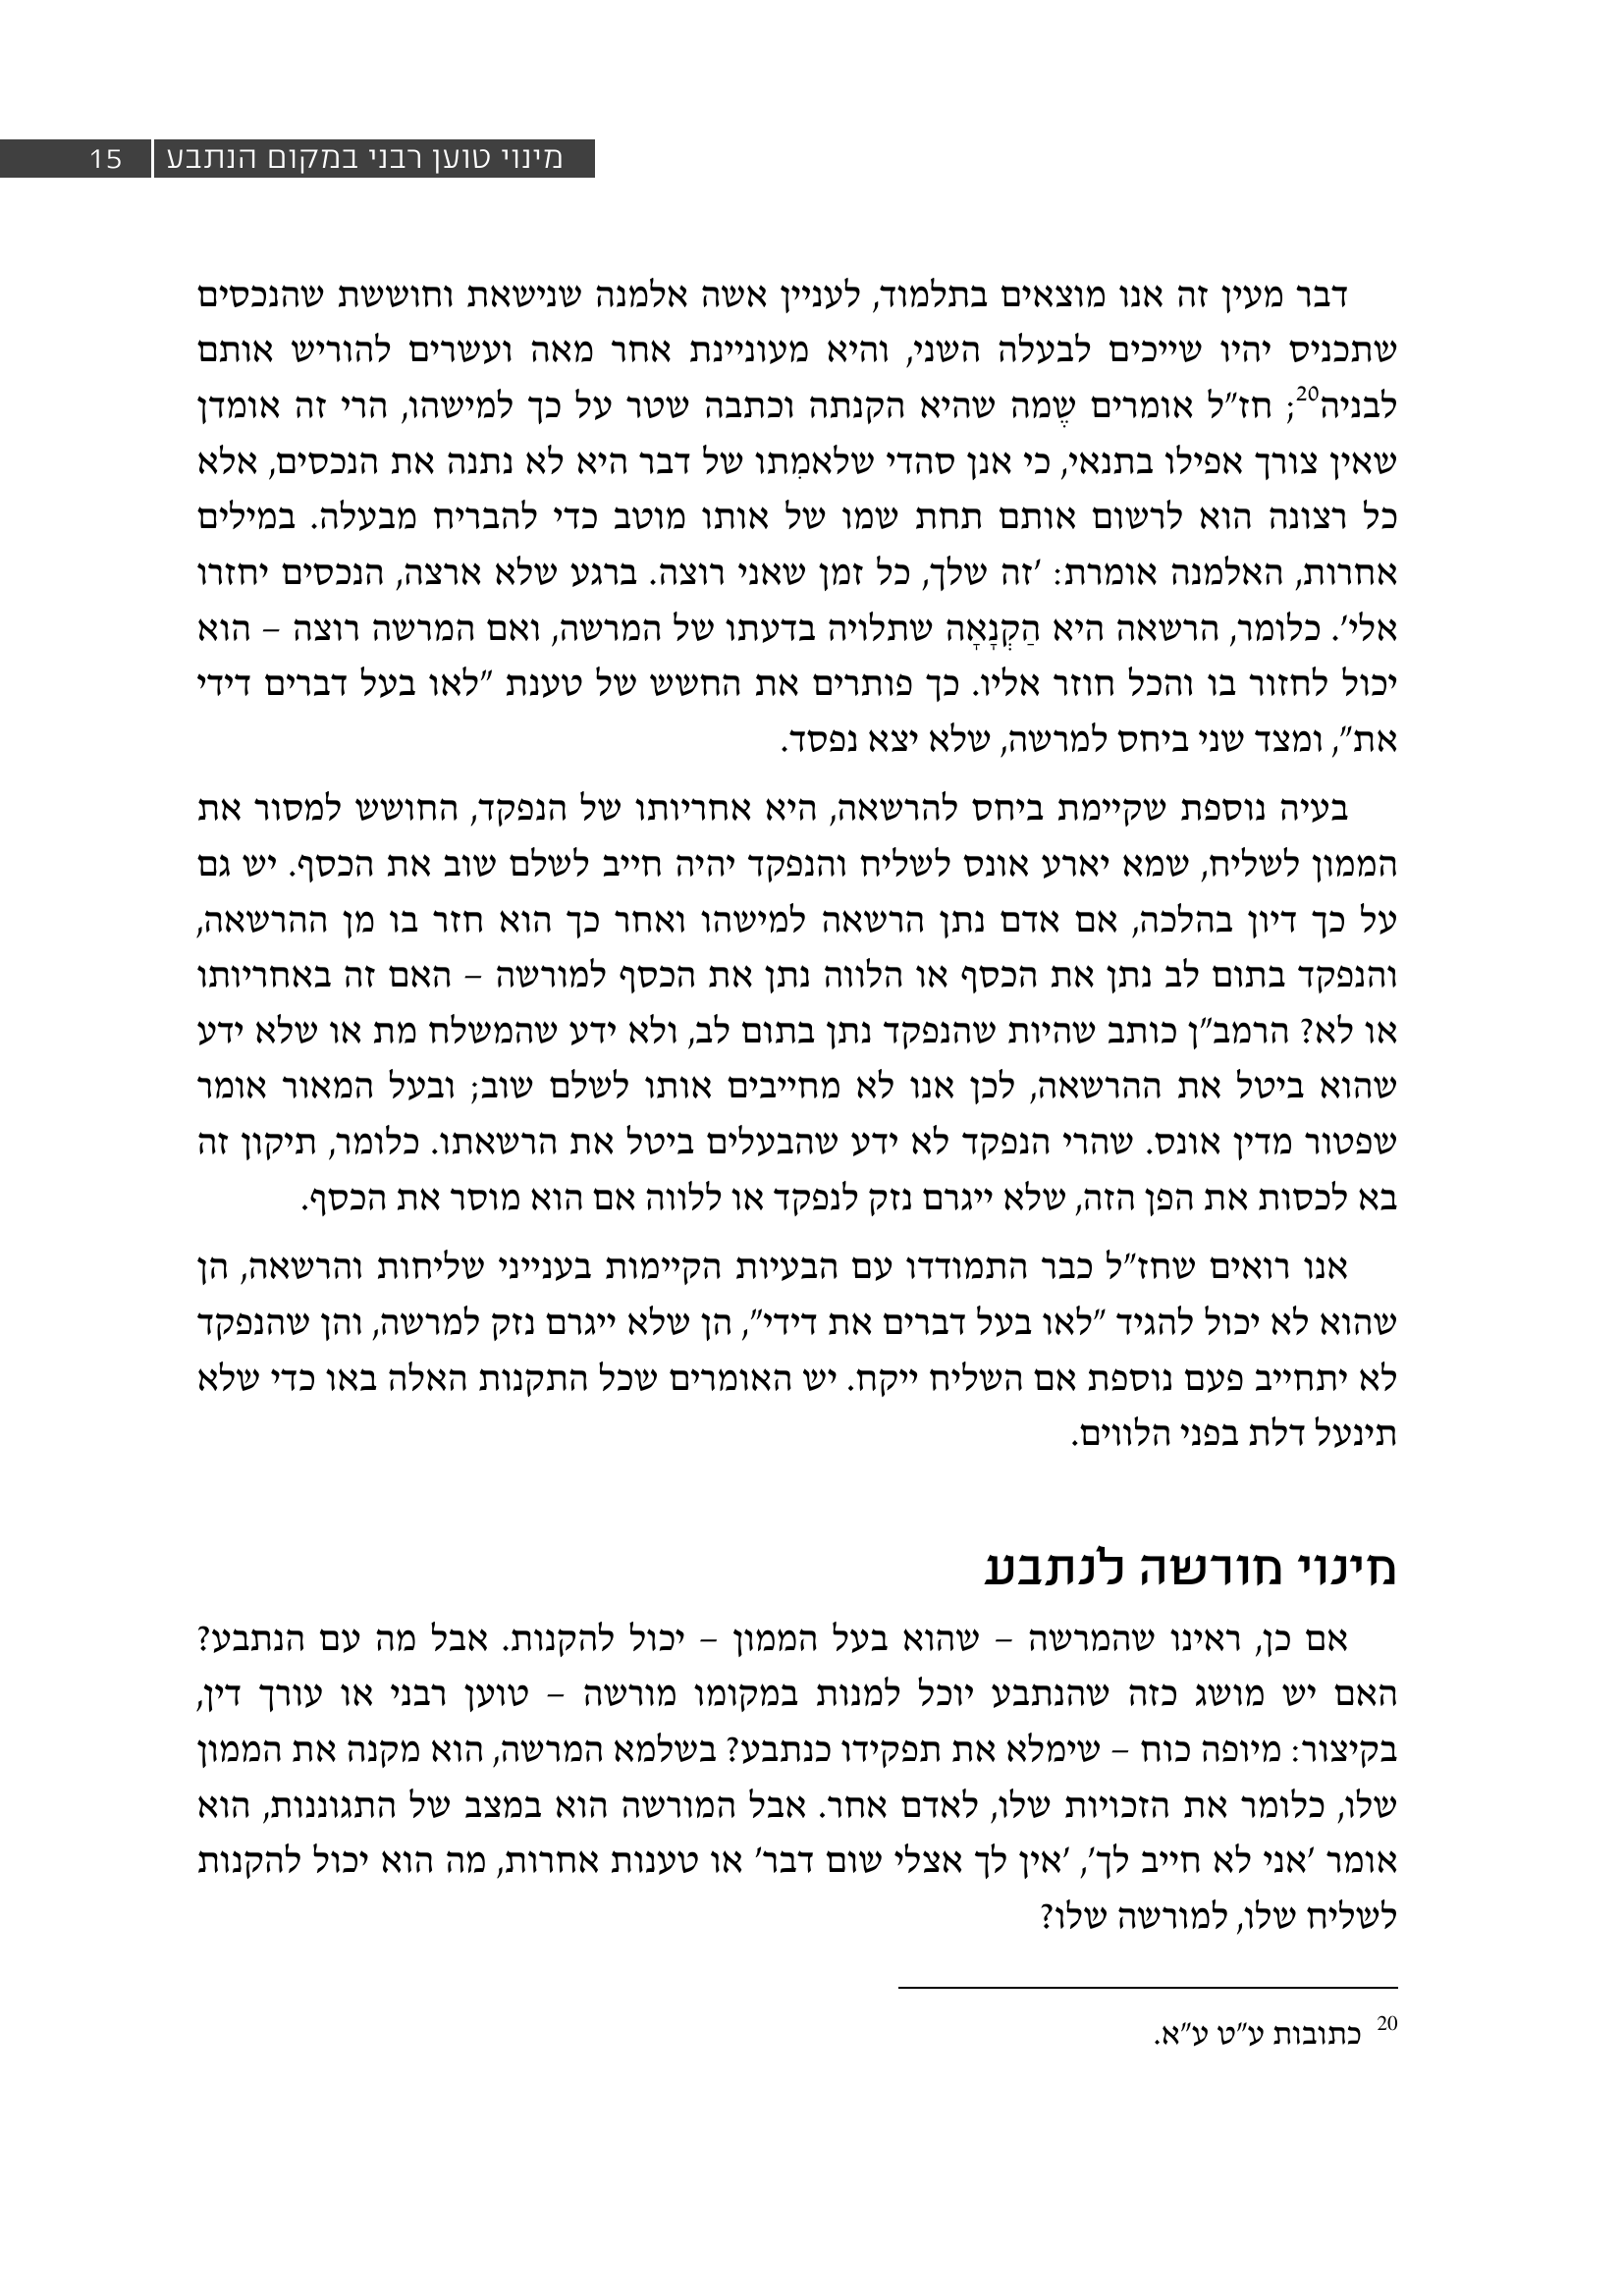 מינוי טוען רבני במקום הנתבע 15
דבר מעין זה אנו מוצאים בתלמוד, לעניין אשה אלמנה שנישאת וחוששת שהנכסים
שתכניס יהיו שייכים לבעלה השני, והיא מעוניינת אחר מאה ועשרים להוריש אותם
לבניה20; חז"ל אומרים שֶמה שהיא הקנתה וכתבה שטר על כך למישהו, הרי זה אומדן
שאין צורך אפילו בתנאי, כי אנן סהדי שלאמִתו של דבר היא לא נתנה את הנכסים, אלא
כל רצונה הוא לרשום אותם תחת שמו של אותו מוטב כדי להבריח מבעלה. במילים
אחרות, האלמנה אומרת: 'זה שלך, כל זמן שאני רוצה. ברגע שלא ארצה, הנכסים יחזרו
אלי'. כלומר, הרשאה היא הַקְנָאָה שתלויה בדעתו של המרשה, ואם המרשה רוצה – הוא
יכול לחזור בו והכל חוזר אליו. כך פותרים את החשש של טענת "לאו בעל דברים דידי
את", ומצד שני ביחס למרשה, שלא יצא נפסד.
בעיה נוספת שקיימת ביחס להרשאה, היא אחריותו של הנפקד, החושש למסור את
הממון לשליח, שמא יארע אונס לשליח והנפקד יהיה חייב לשלם שוב את הכסף. יש גם
על כך דיון בהלכה, אם אדם נתן הרשאה למישהו ואחר כך הוא חזר בו מן ההרשאה,
והנפקד בתום לב נתן את הכסף או הלווה נתן את הכסף למורשה – האם זה באחריותו
או לא? הרמב"ן כותב שהיות שהנפקד נתן בתום לב, ולא ידע שהמשלח מת או שלא ידע
שהוא ביטל את ההרשאה, לכן אנו לא מחייבים אותו לשלם שוב; ובעל המאור אומר
שפטור מדין אונס. שהרי הנפקד לא ידע שהבעלים ביטל את הרשאתו. כלומר, תיקון זה
בא לכסות את הפן הזה, שלא ייגרם נזק לנפקד או ללווה אם הוא מוסר את הכסף.
אנו רואים שחז"ל כבר התמודדו עם הבעיות הקיימות בענייני שליחות והרשאה, הן
שהוא לא יכול להגיד "לאו בעל דברים את דידי", הן שלא ייגרם נזק למרשה, והן שהנפקד
לא יתחייב פעם נוספת אם השליח ייקח. יש האומרים שכל התקנות האלה באו כדי שלא
תינעל דלת בפני הלווים.
מינוי מורשה לנתבע
אם כן, ראינו שהמרשה – שהוא בעל הממון – יכול להקנות. אבל מה עם הנתבע?
האם יש מושג כזה שהנתבע יוכל למנות במקומו מורשה – טוען רבני או עורך דין,
בקיצור: מיופה כוח – שימלא את תפקידו כנתבע? בשלמא המרשה, הוא מקנה את הממון
שלו, כלומר את הזכויות שלו, לאדם אחר. אבל המורשה הוא במצב של התגוננות, הוא
אומר 'אני לא חייב לך', 'אין לך אצלי שום דבר' או טענות אחרות, מה הוא יכול להקנות
לשליח שלו, למורשה שלו?
20 כתובות ע"ט ע"א.